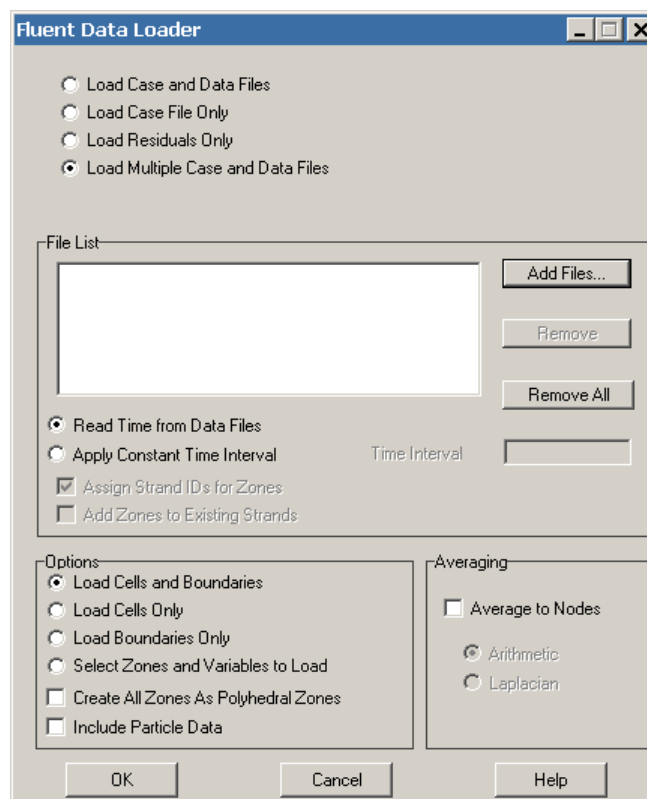 Fluent Data Loader
Load Case and Data Files
Load Case File Only
Load Residuals Only
Load Multiple Case and Data Files
File List
Add Files...
Remove
Remove All
Read Time from Data Files
Apply Constant Time Interval
Time Interval
Assign Strand IDs for Zones
Add Zones to Existing Strands
Options
Load Cells and Boundaries
Load Cells Only
Load Boundaries Only
Select Zones and Variables to Load
Create All Zones As Polyhedral Zones
Include Particle Data
Averaging
Average to Nodes
Arithmetic
Laplacian
OK
Cancel
Help